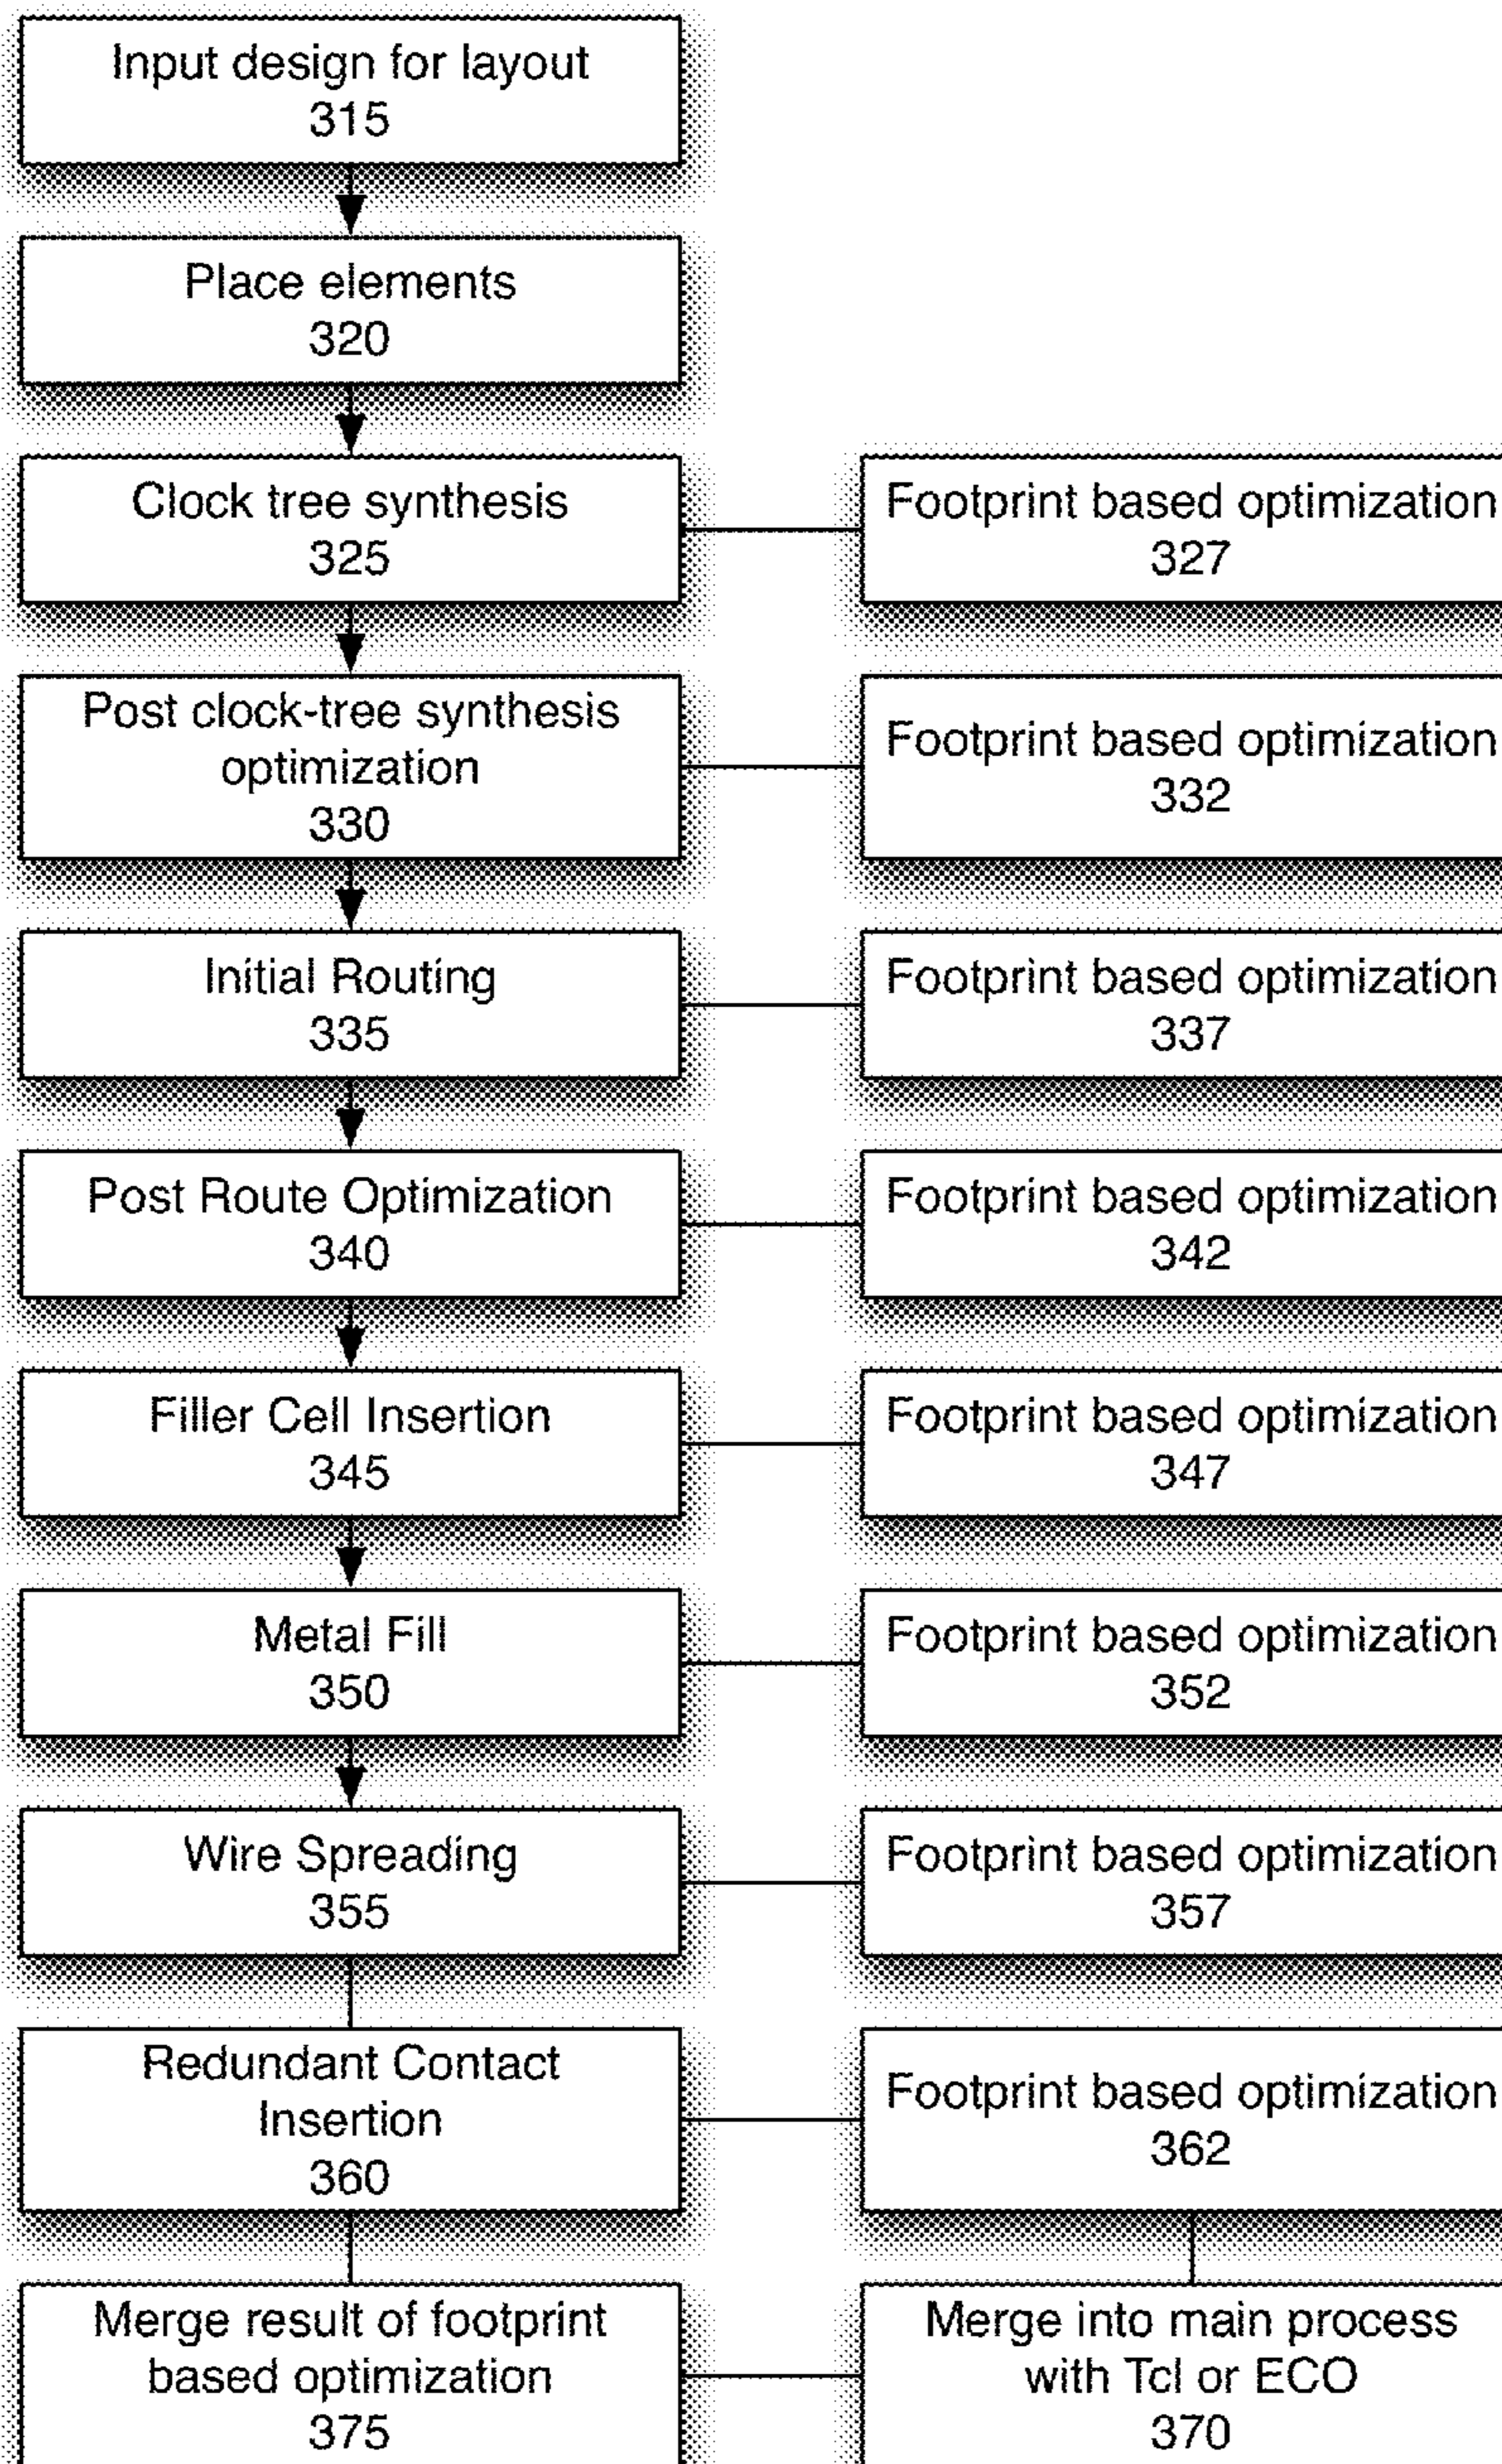 Input design for layout
315
Place elements
320
Clock tree synthesis
325
Footprint based optimization
327
Post clock-tree synthesis
optimization
330
Footprint based optimization
332
Initial Routing
335
Footprint based optimization
337
Post Route Optimization
340
Footprint based optimization
342
Filler Cell Insertion
345
Footprint based optimization
347
Metal Fill
350
Footprint based optimization
352
Wire Spreading
355
Footprint based optimization
357
Redundant Contact
Insertion
360
Footprint based optimization
362
Merge result of footprint
based optimization
375
Merge into main process
with Tcl or ECO
370